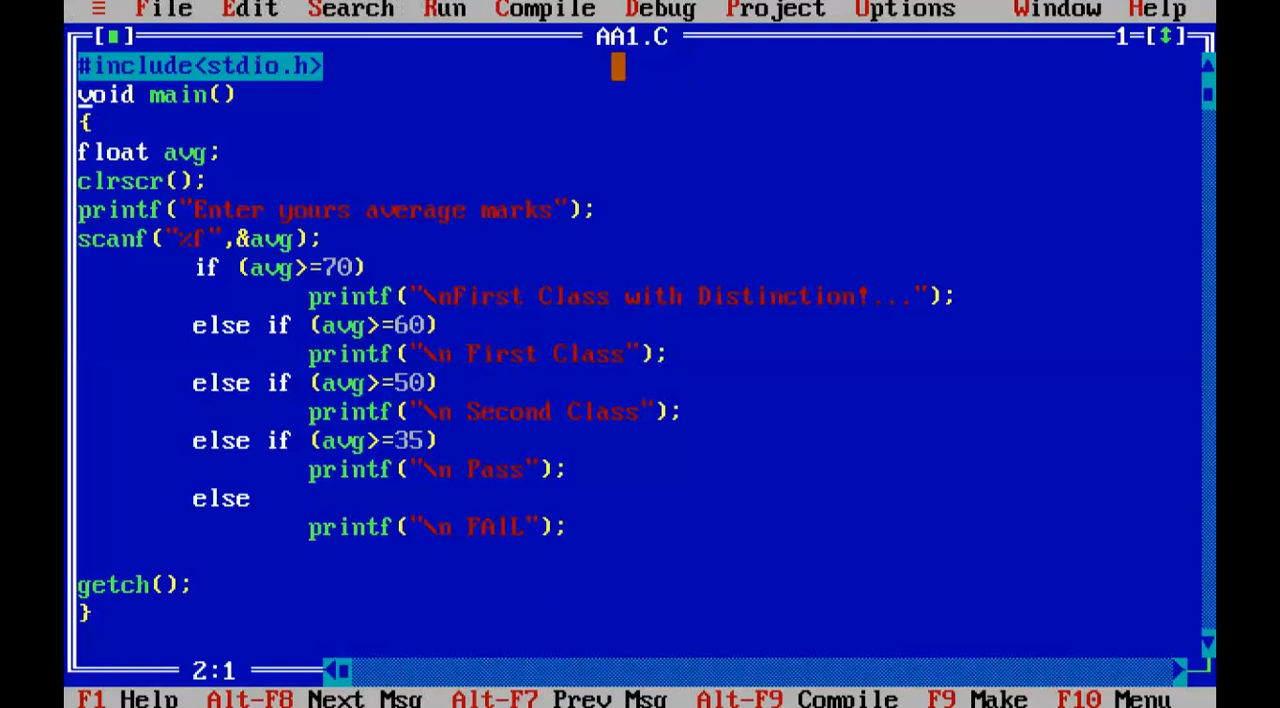 ≡ File Edit Search Run Compile Debug Project Options Window Help
[■] AA1.C 1=[↕]
#include<stdio.h>
void main()
{
float avg;
clrscr();
printf("Enter yours average marks");
scanf("%f",&avg);
if (avg>=70)
printf("\nFirst Class with Distinction!...");
else if (avg>=60)
printf("\n First Class");
else if (avg>=50)
printf("\n Second Class");
else if (avg>=35)
printf("\n Pass");
else
printf("\n FAlL");
getch();
}
2:1
F1 Help Alt-F8 Next Msg Alt-F7 Prev Msg Alt-F9 Compile F9 Make F10 Menu